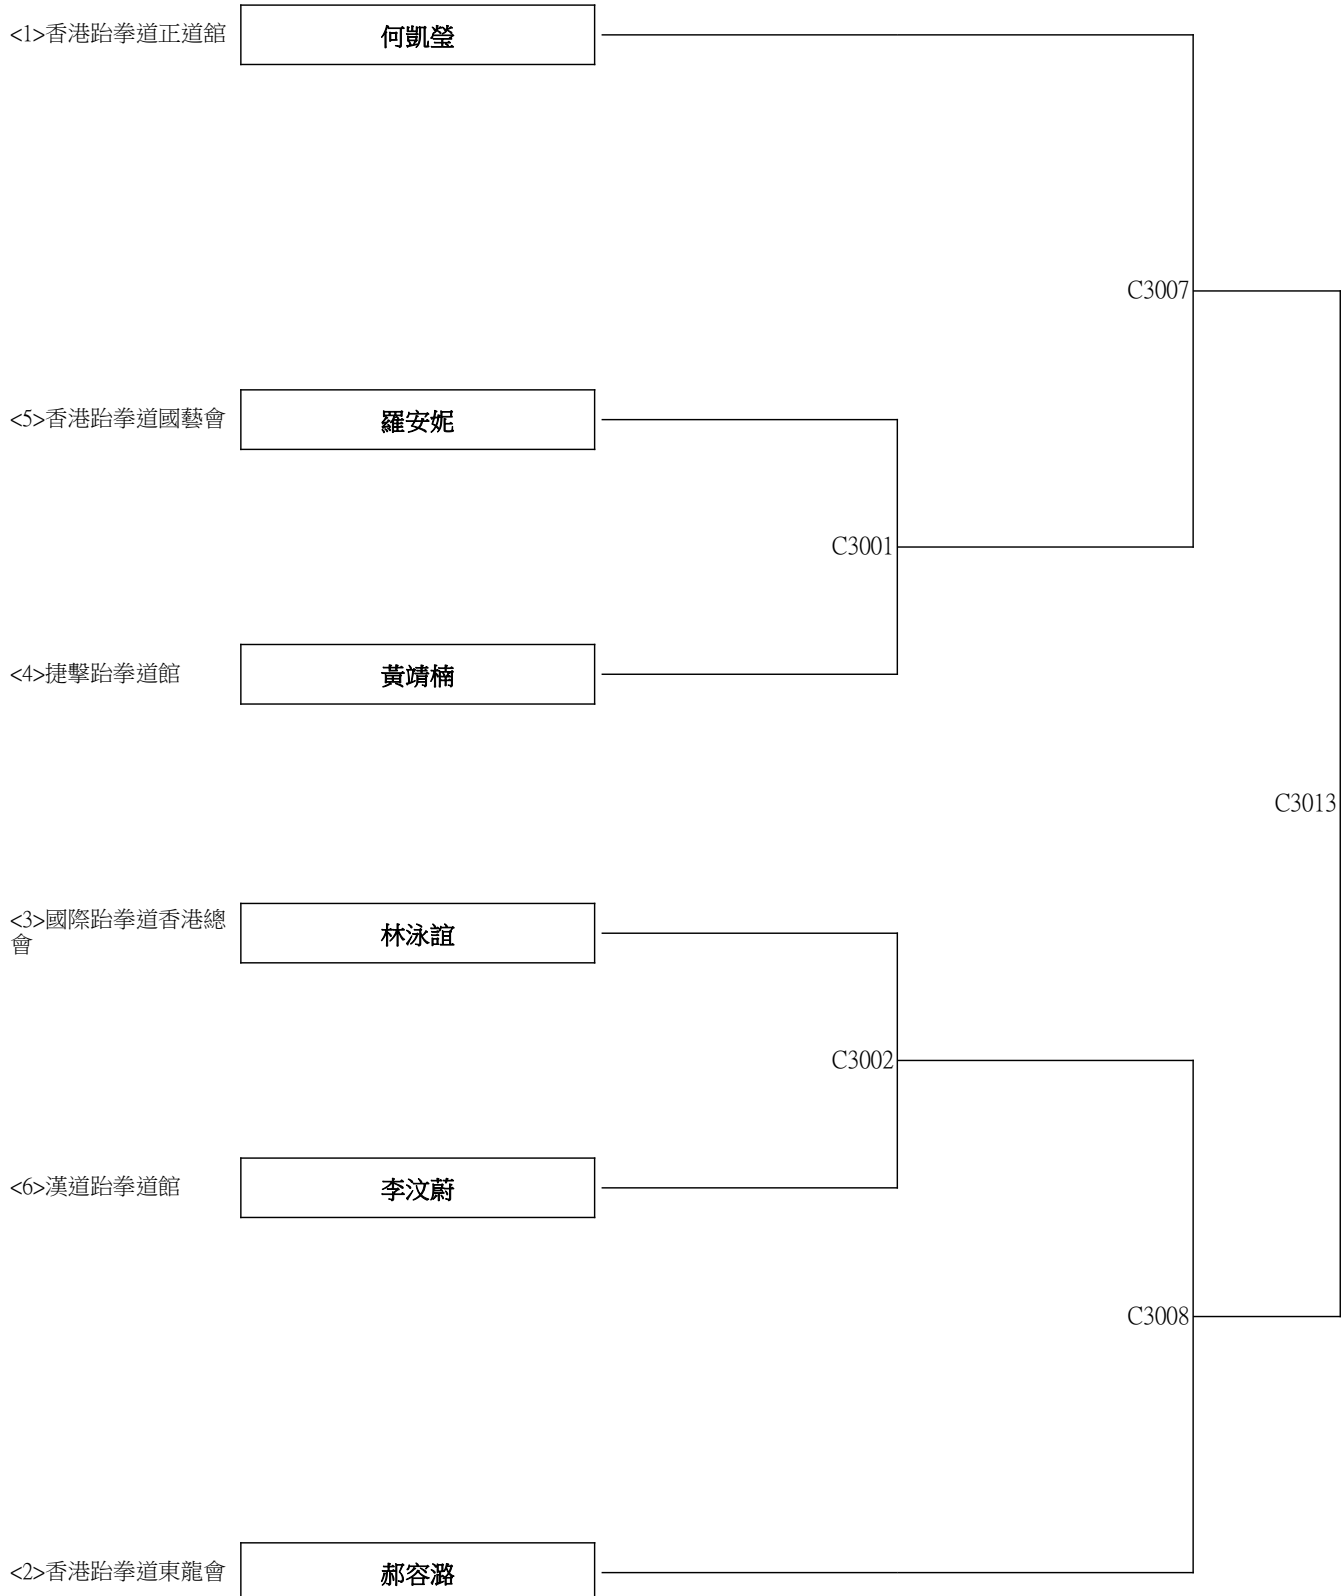 <1>香港跆拳道正道舘
何凱瑩
C3007
<5>香港跆拳道國藝會
羅安妮
C3001
<4>捷擊跆拳道館
黃靖楠
C3013
<3>國際跆拳道香港總
會
林泳誼
C3002
<6>漢道跆拳道館
李汶蔚
C3008
<2>香港跆拳道東龍會
郝容潞